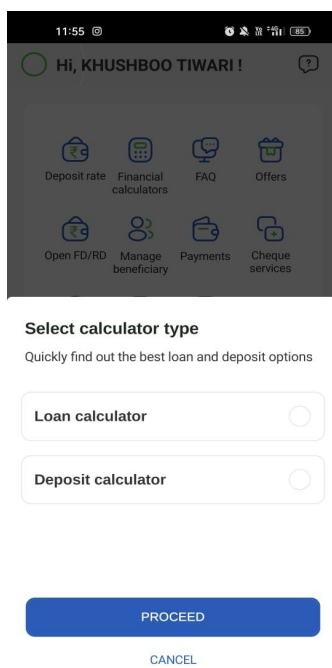 11:55
4G 85
Hi, KHUSHBOO TIWARI !
?
Deposit rate Financial calculators FAQ Offers
Open FD/RD Manage beneficiary Payments Cheque services
Select calculator type
Quickly find out the best loan and deposit options
Loan calculator
Deposit calculator
PROCEED
CANCEL